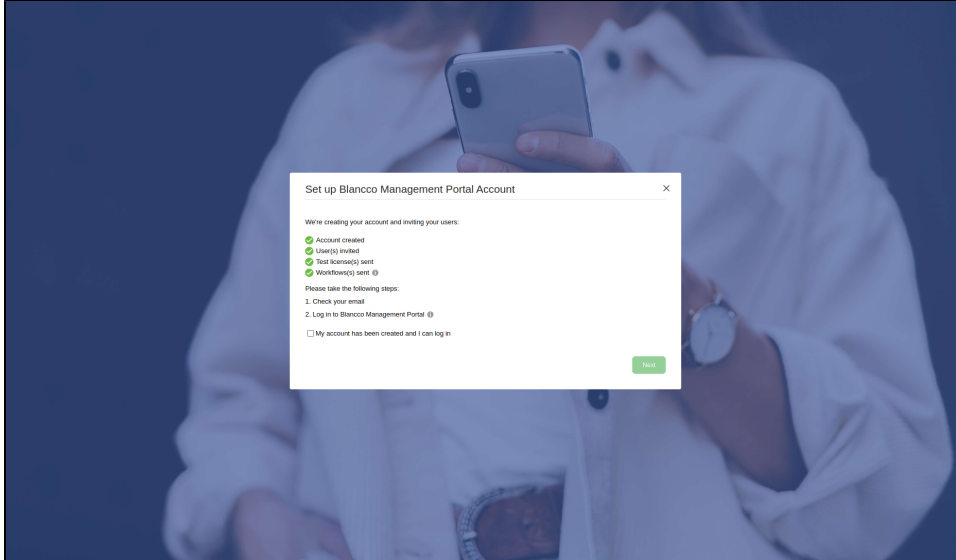 Set up Blancco Management Portal Account
We're creating your account and inviting your users:
Account created
User(s) invited
Test license(s) sent
Workflows(s) sent
Please take the following steps:
1. Check your email
2. Log in to Blancco Management Portal
My account has been created and I can log in
Next